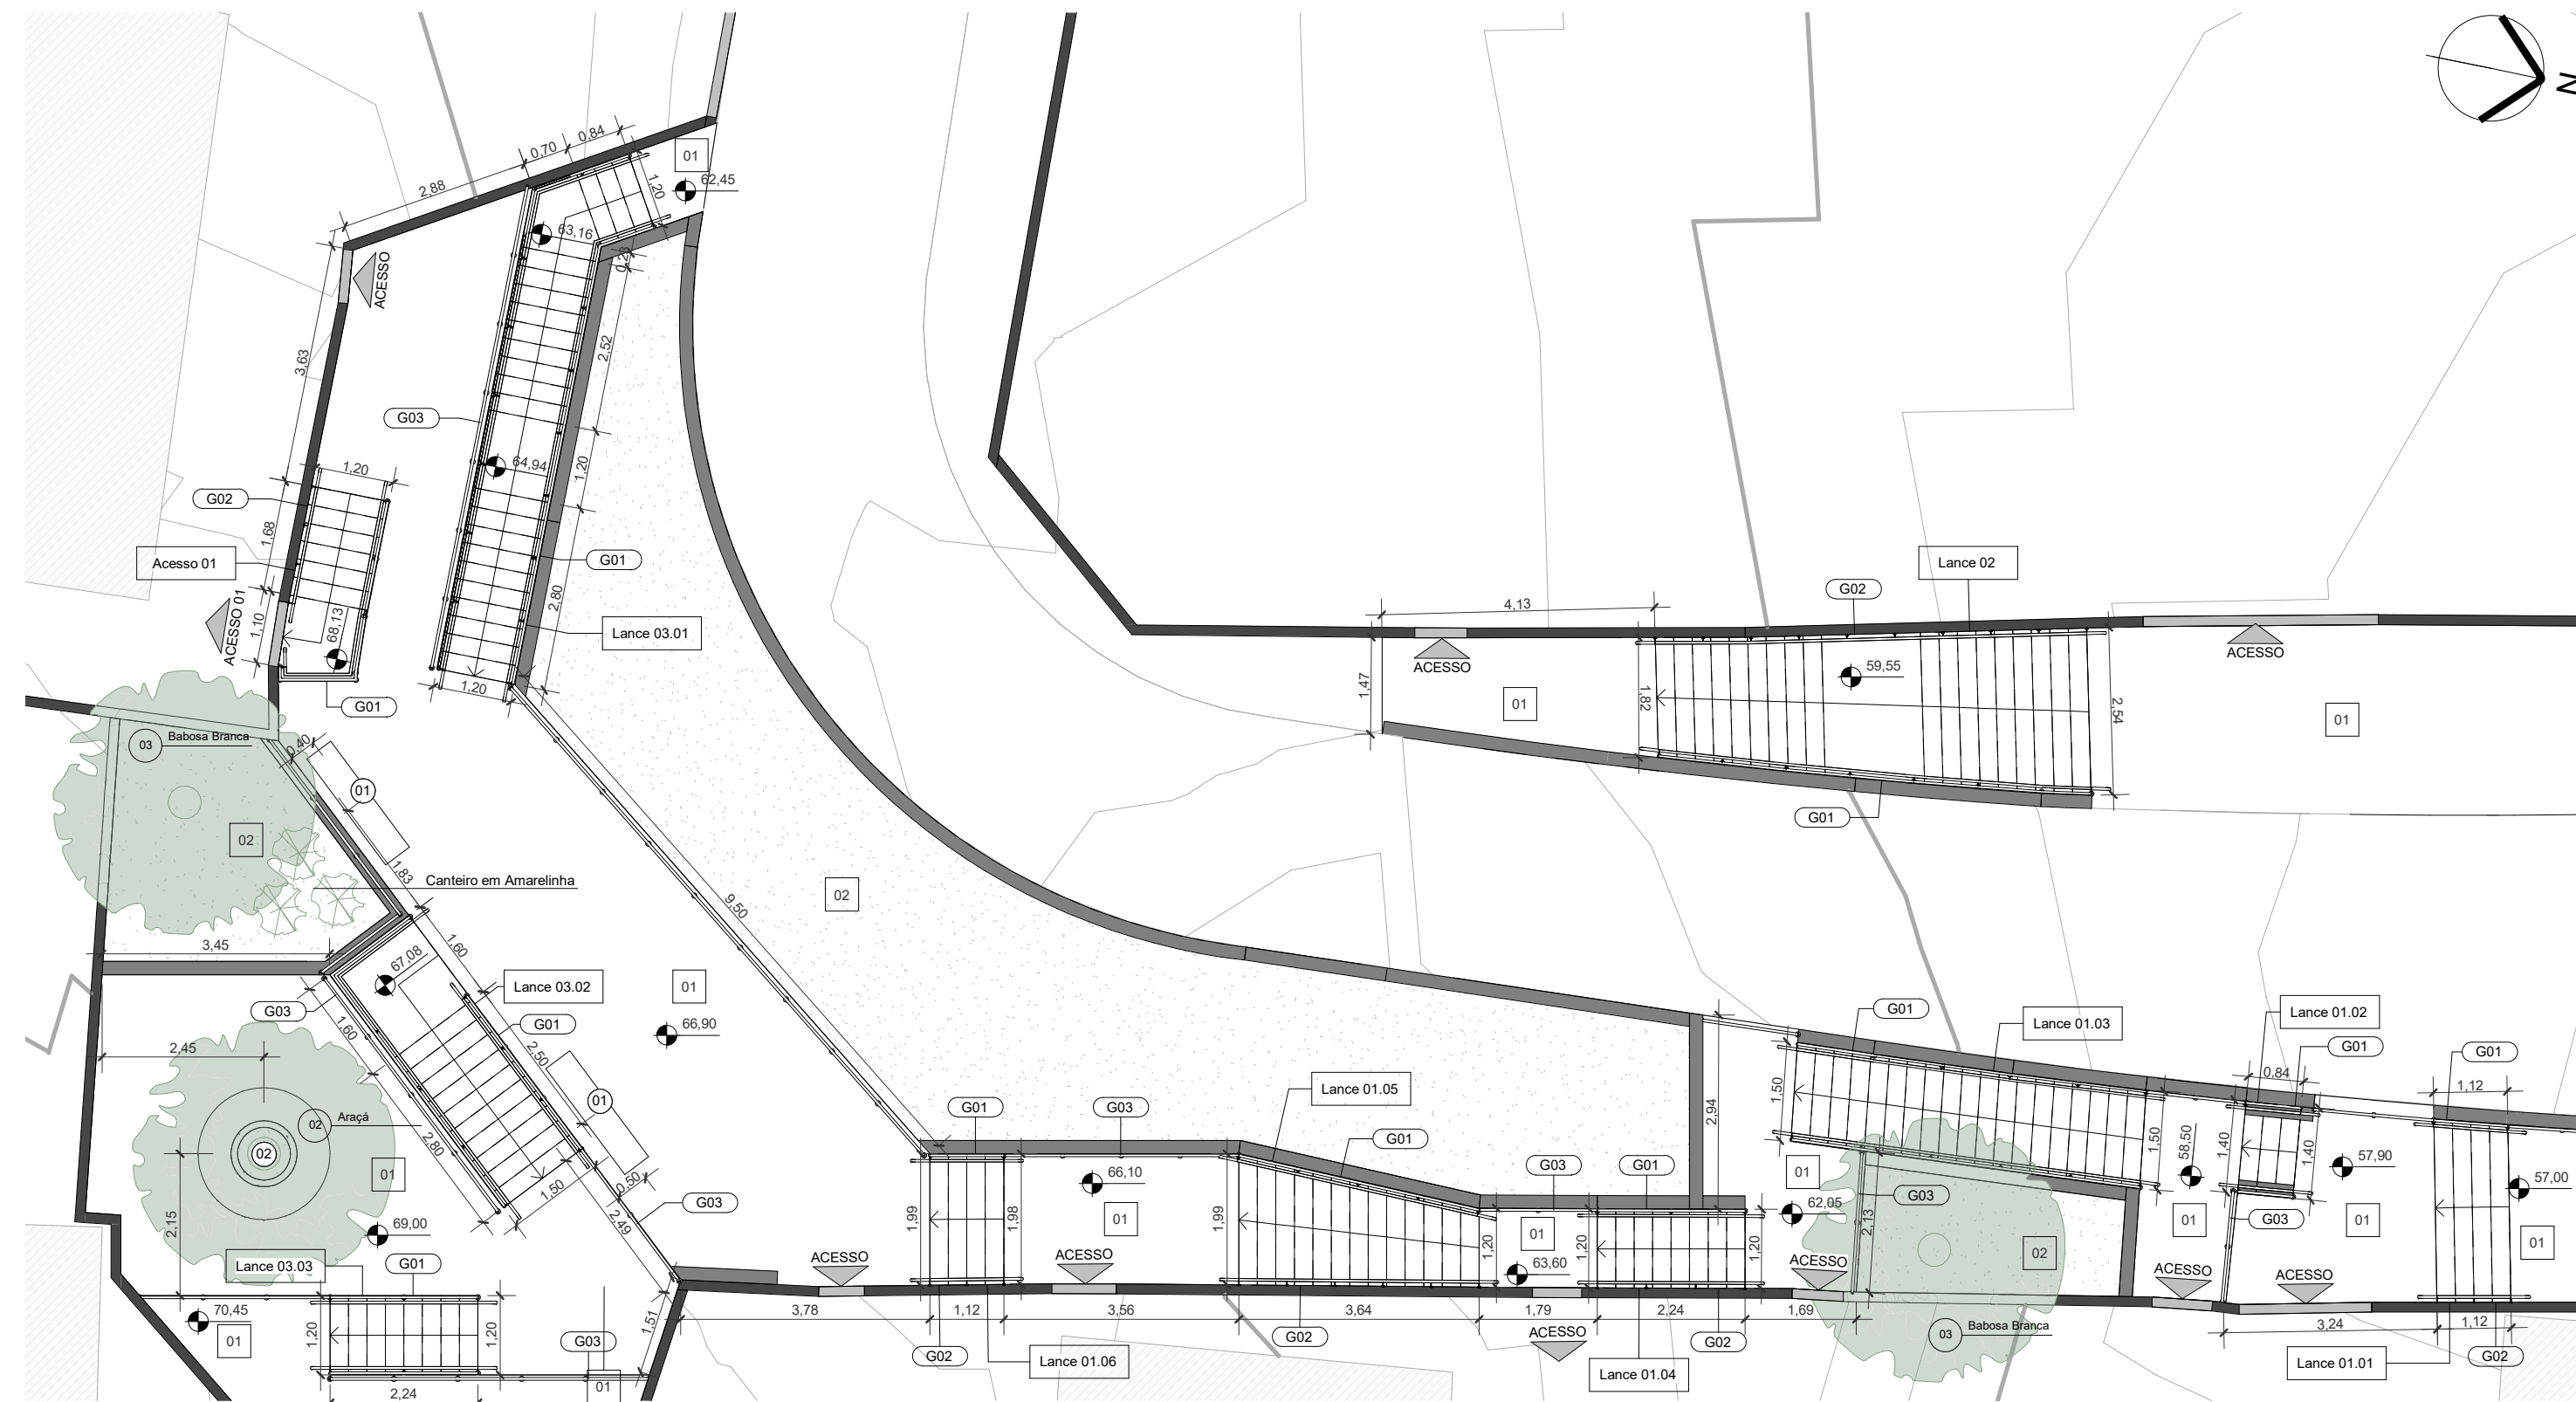 N
0,84
0,70
01
2,88
1,20
62,45
63,16
0,28
ACESSO
2,52
3,63
G03
1,20
64,94
1,20
G02
1,68
Acesso 01
G01
2,80
ACESSO 01
1,10
68,13
Lance 03.01
1,20
G01
Lance 02
G02
4,13
ACESSO
ACESSO
59,55
1,47
1,82
2,54
01
01
G01
03
Babosa Branca
0,40
01
02
1,83
Canteiro em Amarelinha
02
9,50
3,45
1,60
67,08
Lance 03.02
01
G03
G01
1,60
66,90
2,50
2,45
01
02
Araçá
2,80
02
01
1,50
0,50
G03
2,49
2,15
69,00
Lance 03.03
G01
70,45
01
1,20
1,20
G03
1,51
01
2,24
G01
G03
Lance 01.05
G01
66,10
1,99
1,98
01
1,99
ACESSO
ACESSO
G03
G01
01
1,20
1,20
1,20
63,60
3,78
1,12
3,56
3,64
1,79
2,24
1,69
G02
Lance 01.06
G02
ACESSO
Lance 01.04
G02
2,94
G01
Lance 01.03
1,50
1,50
01
G03
62,05
2,13
02
ACESSO
03
Babosa Branca
58,50
01
ACESSO
Lance 01.02
G01
0,84
1,40
1,40
57,90
G03
01
ACESSO
G01
1,12
57,00
01
3,24
1,12
Lance 01.01
G02